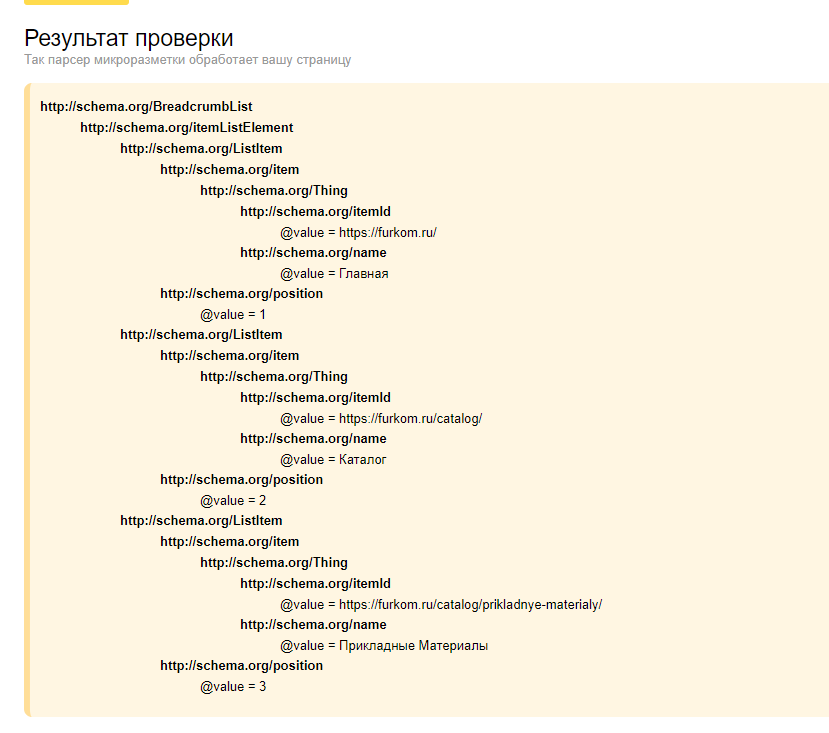 Результат проверки
Так парсер микроразметки обработает вашу страницу
http://schema.org/BreadcrumbList
http://schema.org/itemListElement
http://schema.org/ListItem
http://schema.org/item
http://schema.org/Thing
http://schema.org/itemId
@value = https://furkom.ru/
http://schema.org/name
@value = Главная
http://schema.org/position
@value = 1
http://schema.org/ListItem
http://schema.org/item
http://schema.org/Thing
http://schema.org/itemId
@value = https://furkom.ru/catalog/
http://schema.org/name
@value = Каталог
http://schema.org/position
@value = 2
http://schema.org/ListItem
http://schema.org/item
http://schema.org/Thing
http://schema.org/itemId
@value = https://furkom.ru/catalog/prikladnye-materialy/
http://schema.org/name
@value = Прикладные Материалы
http://schema.org/position
@value = 3